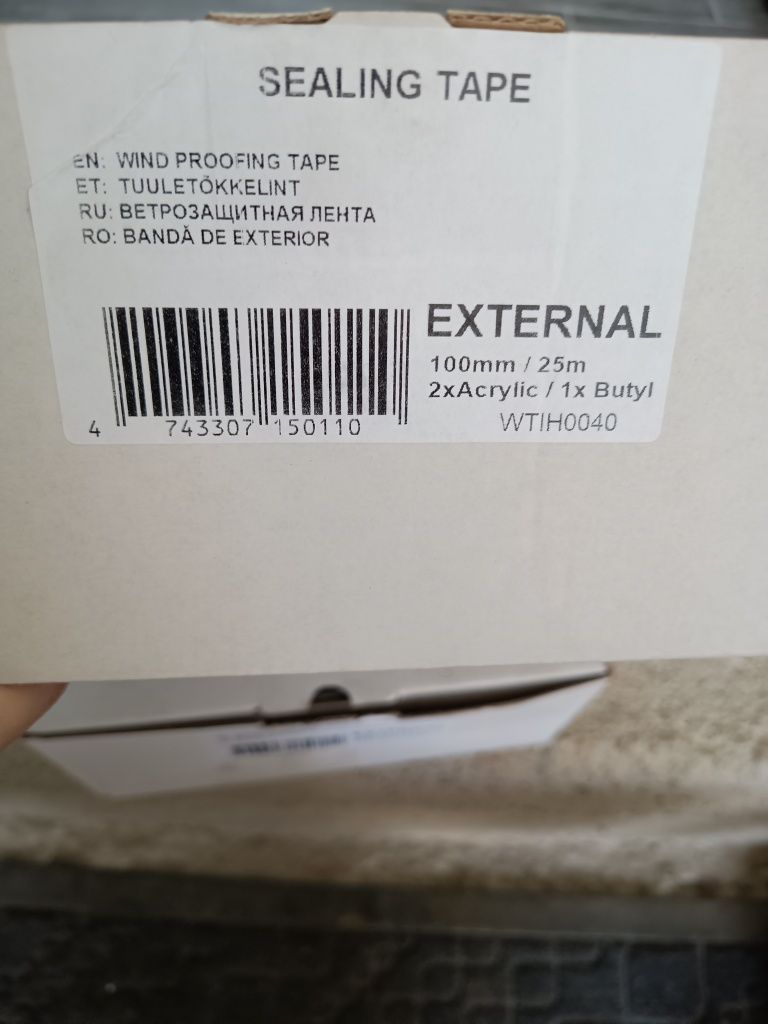 SEALING TAPE
EN: WIND PROOFING TAPE
ET: TUULETÕKKELINT
RU: ВЕТРОЗАЩИТНАЯ ЛЕНТА
RO: BANDĂ DE EXTERIOR
EXTERNAL
100mm / 25m
2xAcrylic / 1x Butyl
WTIH0040
4 743307 150110